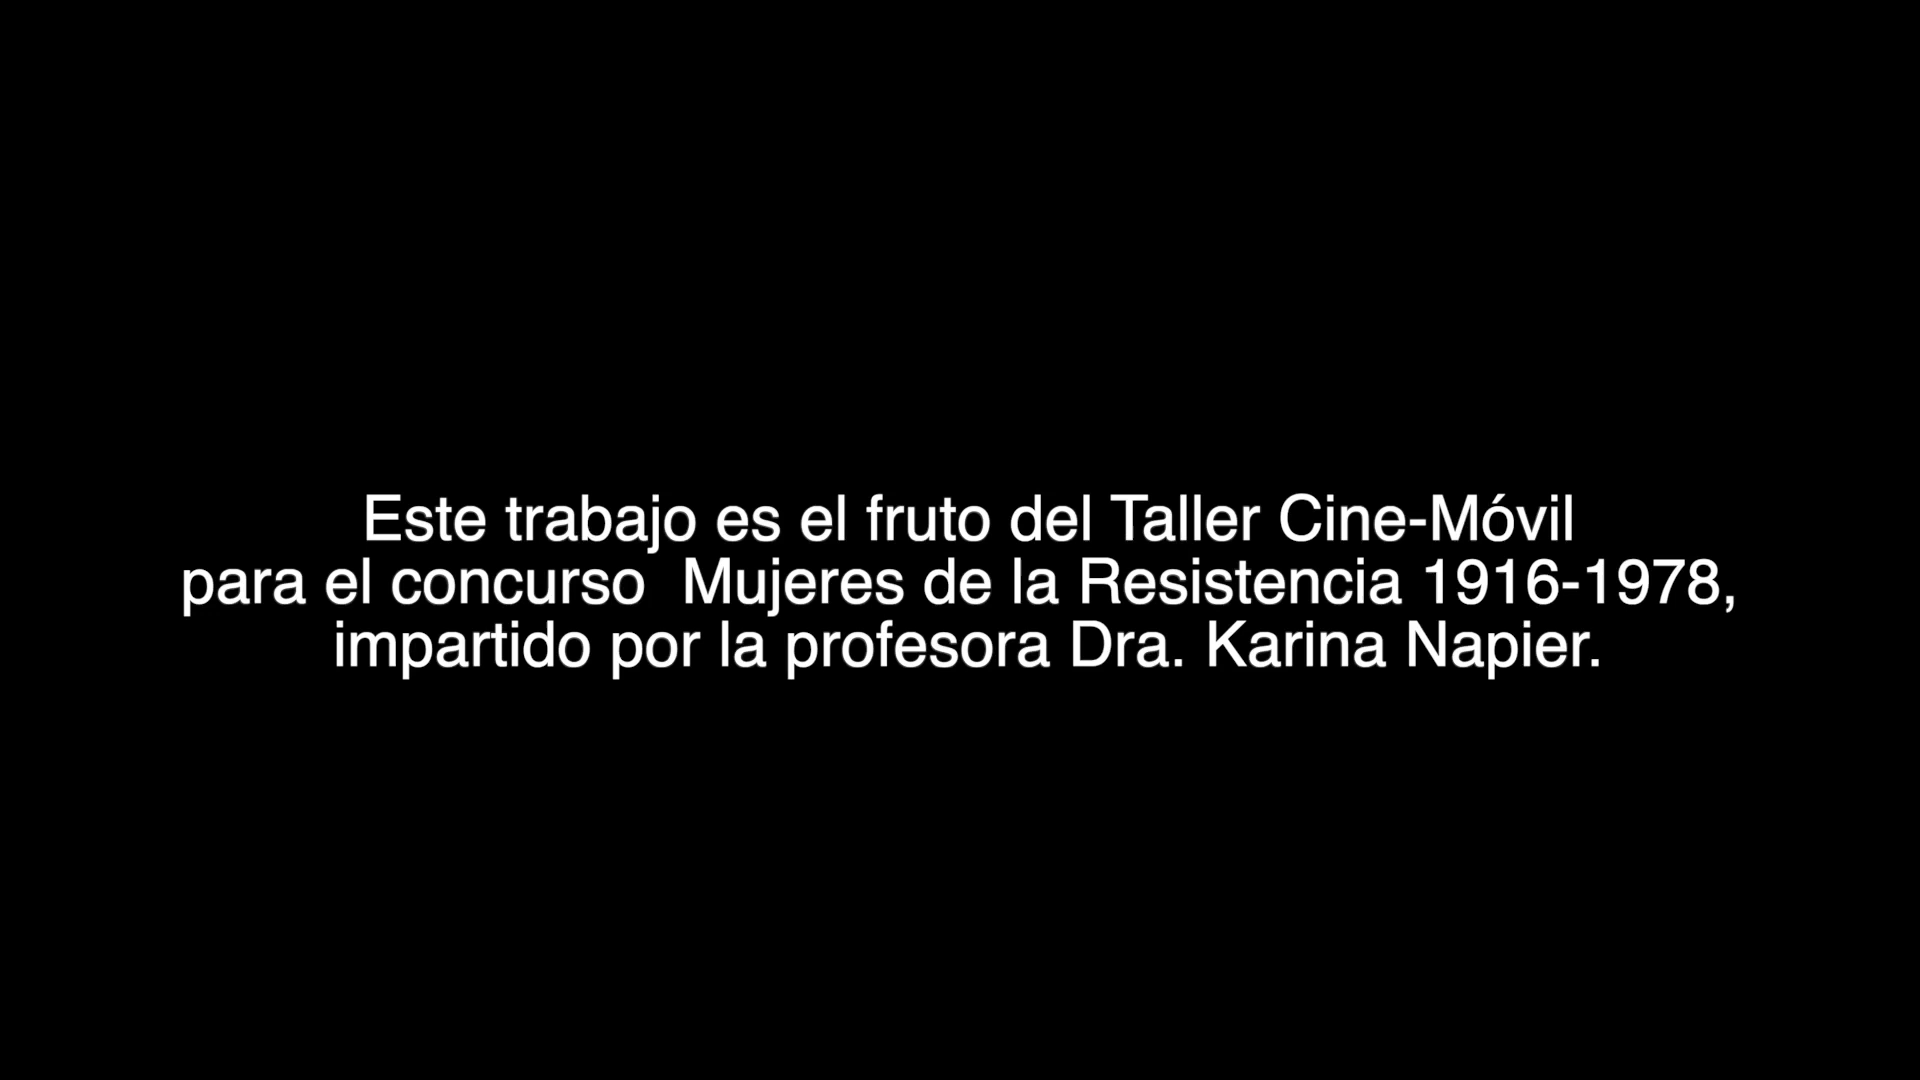 Este trabajo es el fruto del Taller Cine-Móvil
para el concurso  Mujeres de la Resistencia 1916-1978,
impartido por la profesora Dra. Karina Napier.